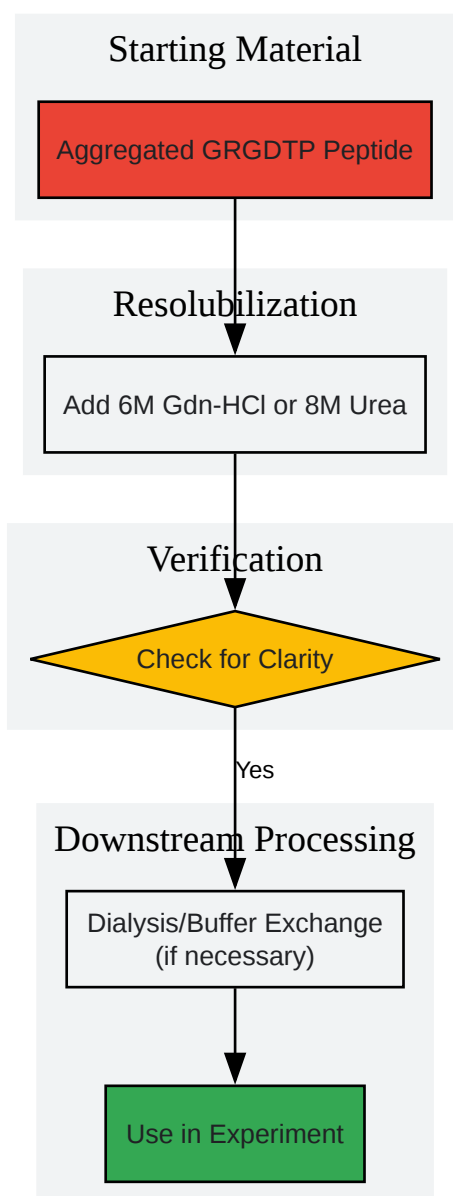 Starting Material
Aggregated GRGDTP Peptide
Resolubilization
Add 6M Gdn-HCl or 8M Urea
Verification
Check for Clarity
Yes
Downstream Processing
Dialysis/Buffer Exchange
(if necessary)
Use in Experiment